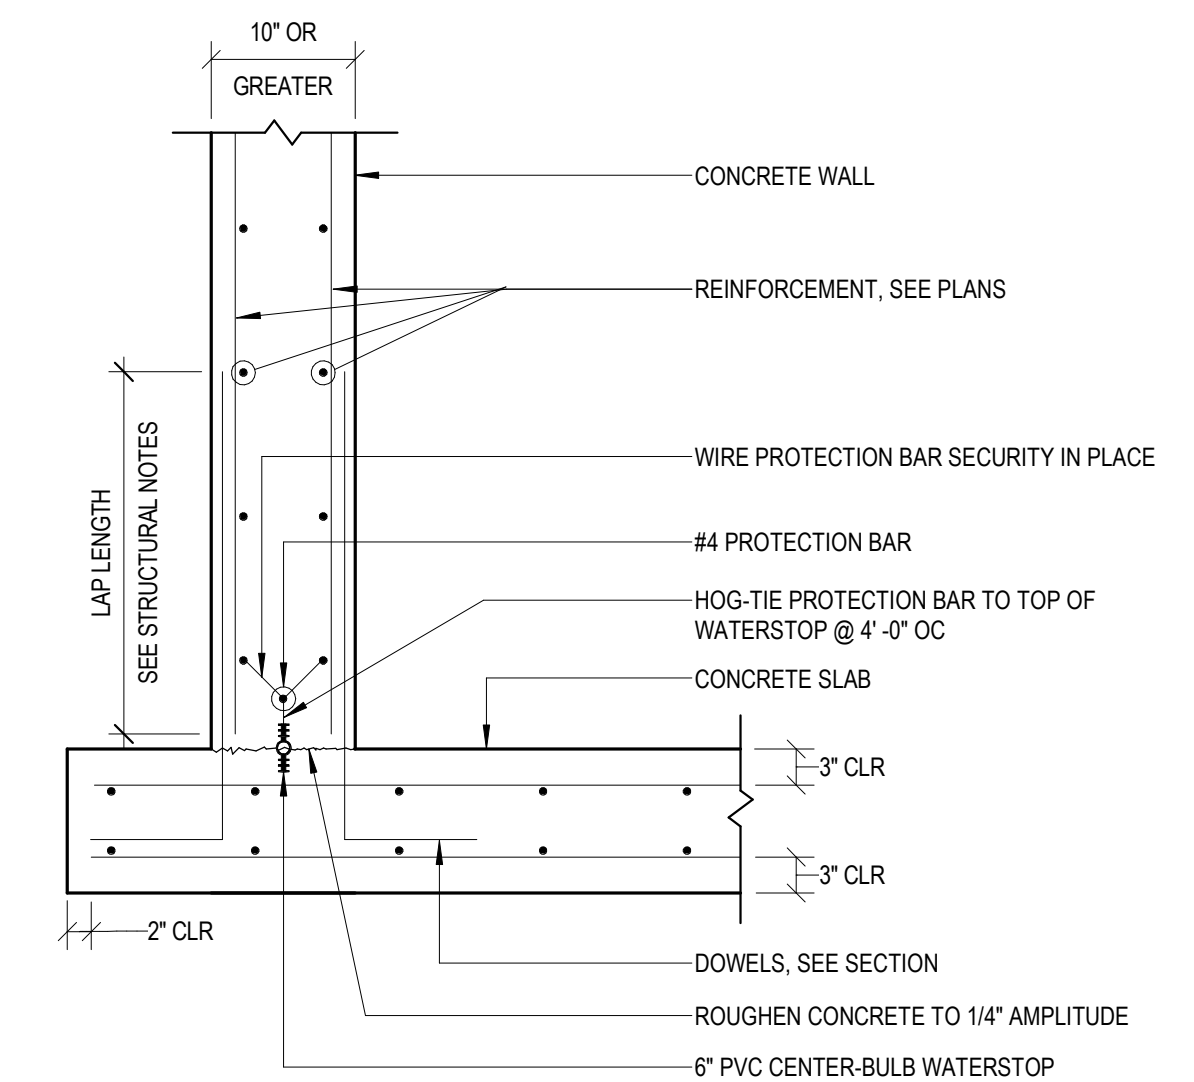 10" OR
GREATER
CONCRETE WALL
REINFORCEMENT, SEE PLANS
LAP LENGTH
SEE STRUCTURAL NOTES
WIRE PROTECTION BAR SECURITY IN PLACE
#4 PROTECTION BAR
HOG-TIE PROTECTION BAR TO TOP OF
WATERSTOP @ 4' -0" OC
CONCRETE SLAB
3" CLR
3" CLR
2" CLR
DOWELS, SEE SECTION
ROUGHEN CONCRETE TO 1/4" AMPLITUDE
6" PVC CENTER-BULB WATERSTOP